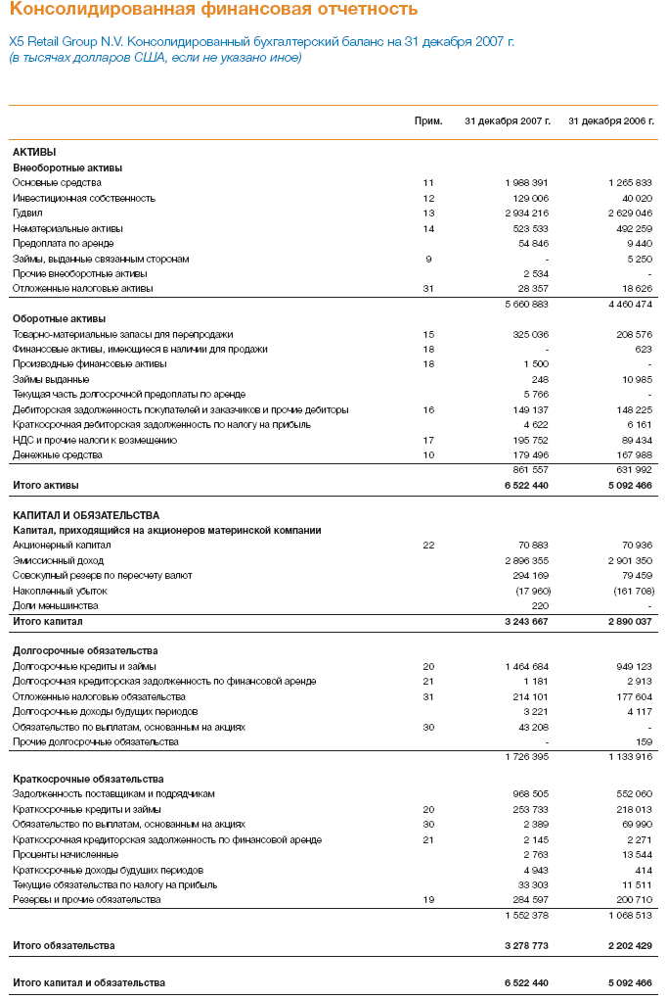 Консолидированная финансовая отчетность
X5 Retail Group N.V. Консолидированный бухгалтерский баланс на 31 декабря 2007 г.
(в тысячах долларов США, если не указано иное)
Прим. 31 декабря 2007 г. 31 декабря 2006 г.
АКТИВЫ
Внеоборотные активы
Основные средства 11 1 988 391 1 265 833
Инвестиционная собственность 12 129 006 40 020
Гудвил 13 2 934 216 2 629 046
Нематериальные активы 14 523 533 492 259
Предоплата по аренде 54 846 9 440
Займы, выданные связанным сторонам 9 - 5 250
Прочие внеоборотные активы 2 534 -
Отложенные налоговые активы 31 28 357 18 626
5 660 883 4 460 474
Оборотные активы
Товарно-материальные запасы для перепродажи 15 325 036 208 576
Финансовые активы, имеющиеся в наличии для продажи 18 - 623
Производные финансовые активы 18 1 500 -
Займы выданные 248 10 985
Текущая часть долгосрочной предоплаты по аренде 5 766 -
Дебиторская задолженность покупателей и заказчиков и прочие дебиторы 16 149 137 148 225
Краткосрочная дебиторская задолженность по налогу на прибыль 4 622 6 161
НДС и прочие налоги к возмещению 17 195 752 89 434
Денежные средства 10 179 496 167 988
861 557 631 992
Итого активы 6 522 440 5 092 466
КАПИТАЛ И ОБЯЗАТЕЛЬСТВА
Капитал, приходящийся на акционеров материнской компании
Акционерный капитал 22 70 883 70 936
Эмиссионный доход 2 896 355 2 901 350
Совокупный резерв по пересчету валют 294 169 79 459
Накопленный убыток (17 960) (161 708)
Доли меньшинства 220 -
Итого капитал 3 243 667 2 890 037
Долгосрочные обязательства
Долгосрочные кредиты и займы 20 1 464 684 949 123
Долгосрочная кредиторская задолженность по финансовой аренде 21 1 181 2 913
Отложенные налоговые обязательства 31 214 101 177 604
Долгосрочные доходы будущих периодов 3 221 4 117
Обязательство по выплатам, основанным на акциях 30 43 208 -
Прочие долгосрочные обязательства - 159
1 726 395 1 133 916
Краткосрочные обязательства
Задолженность поставщикам и подрядчикам 968 505 552 060
Краткосрочные кредиты и займы 20 253 733 218 013
Обязательство по выплатам, основанным на акциях 30 2 389 69 990
Краткосрочная кредиторская задолженность по финансовой аренде 21 2 145 2 271
Проценты начисленные 2 763 13 544
Краткосрочные доходы будущих периодов 4 943 414
Текущие обязательства по налогу на прибыль 33 303 11 511
Резервы и прочие обязательства 19 284 597 200 710
1 552 378 1 068 513
Итого обязательства 3 278 773 2 202 429
Итого капитал и обязательства 6 522 440 5 092 466